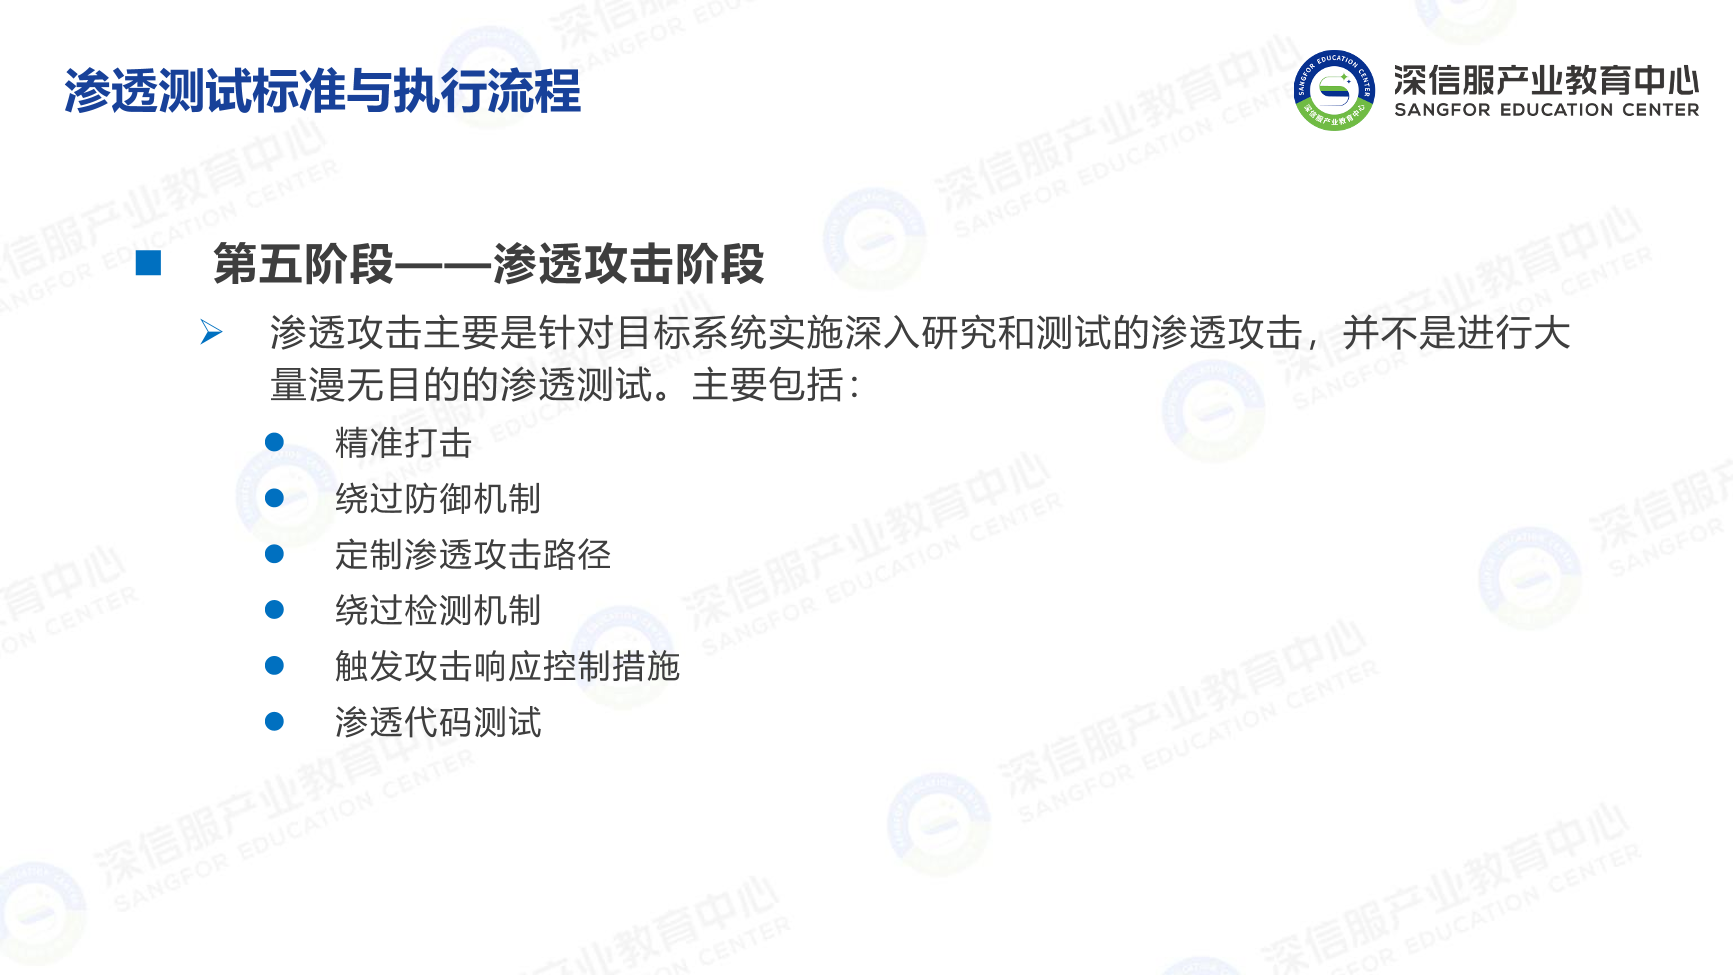 渗透测试标准与执行流程
深信服产业教育中心
SANGFOR EDUCATION CENTER
第五阶段——渗透攻击阶段
渗透攻击主要是针对目标系统实施深入研究和测试的渗透攻击，并不是进行大
量漫无目的的渗透测试。主要包括：
精准打击
绕过防御机制
定制渗透攻击路径
绕过检测机制
触发攻击响应控制措施
渗透代码测试